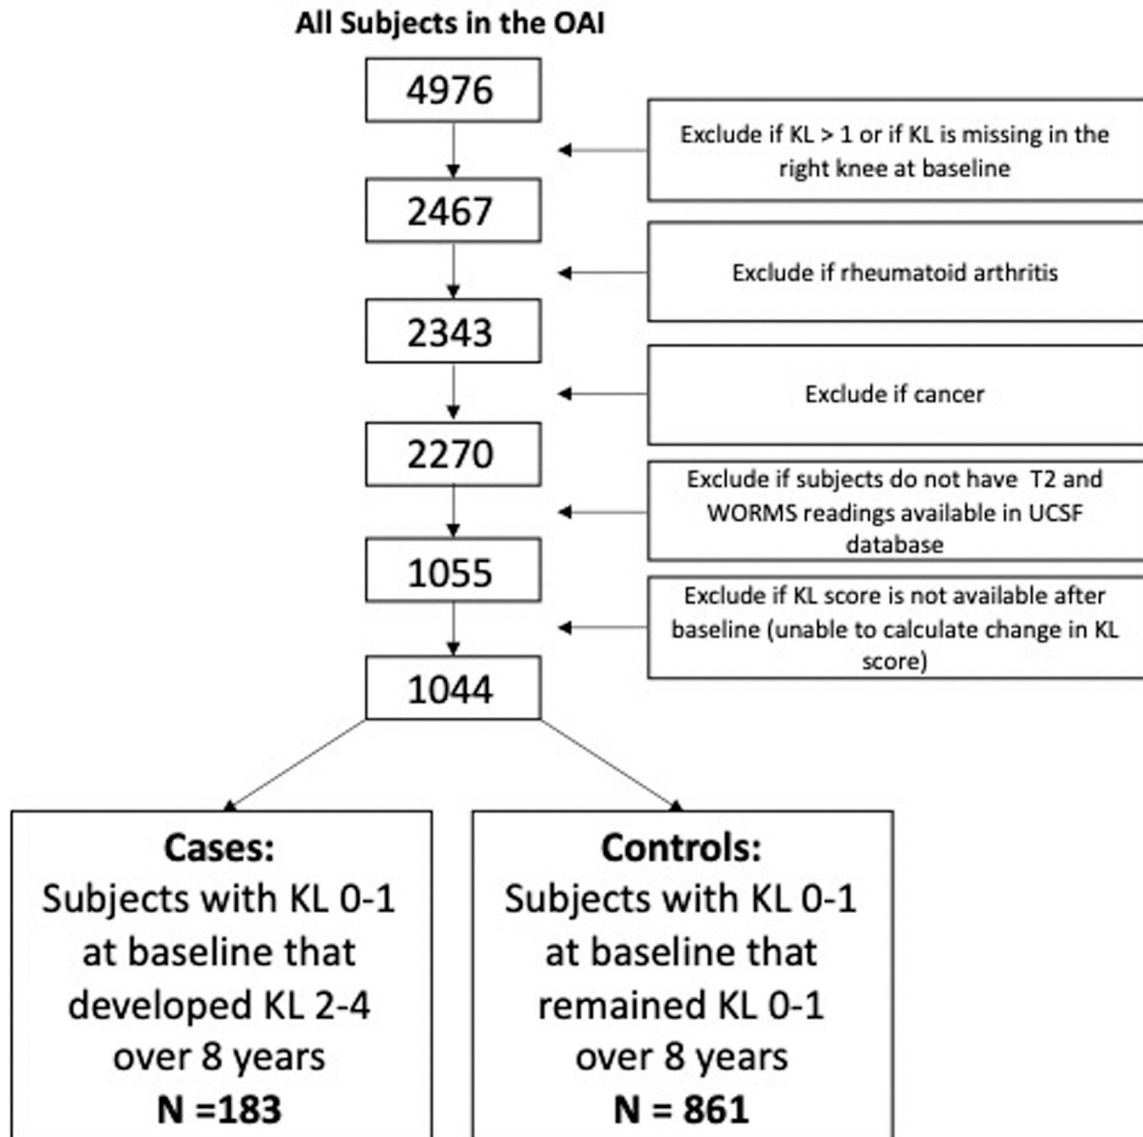 All Subjects in the OAI
4976
Exclude if KL > 1 or if KL is missing in the
right knee at baseline
2467
Exclude if rheumatoid arthritis
2343
Exclude if cancer
2270
Exclude if subjects do not have T2 and
WORMS readings available in UCSF
database
1055
Exclude if KL score is not available after
baseline (unable to calculate change in KL
score)
1044
Cases:
Subjects with KL 0-1
at baseline that
developed KL 2-4
over 8 years
N =183
Controls:
Subjects with KL 0-1
at baseline that
remained KL 0-1
over 8 years
N = 861